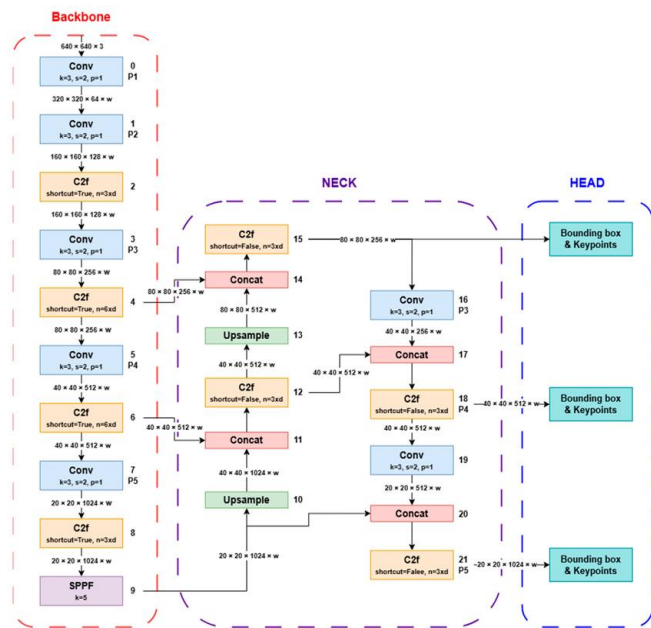 Backbone
640 × 640 × 3
Conv
k=3, s=2, p=1
0
P1
320 × 320 × 64 × w
Conv
k=3, s=2, p=1
1
P2
160 × 160 × 128 × w
C2f
shortcut=True, n=3xd
2
160 × 160 × 128 × w
Conv
k=3, s=2, p=1
3
P3
80 × 80 × 256 × w
C2f
shortcut=True, n=6xd
4
80 × 80 × 256 × w
80 × 80 × 256 × w
Conv
k=3, s=2, p=1
5
P4
40 × 40 × 512 × w
C2f
shortcut=True, n=6xd
6
40 × 40 × 512 × w
40 × 40 × 512 × w
Conv
k=3, s=2, p=1
7
P5
20 × 20 × 1024 × w
C2f
shortcut=True, n=3xd
8
20 × 20 × 1024 × w
SPPF
k=5
9
NECK
C2f
shortcut=False, n=3xd
15
80 × 80 × 256 × w
Concat
14
80 × 80 × 512 × w
Upsample
13
40 × 40 × 512 × w
C2f
shortcut=False, n=3xd
12
40 × 40 × 512 × w
Concat
11
40 × 40 × 1024 × w
Upsample
10
20 × 20 × 1024 × w
Conv
k=3, s=2, p=1
16
P3
40 × 40 × 256 × w
Concat
17
C2f
shortcut=False, n=3xd
18
P4
40 × 40 × 512 × w
40 × 40 × 512 × w
Conv
k=3, s=2, p=1
19
20 × 20 × 512 × w
Concat
20
C2f
shortcut=Falee, n=3xd
21
P5
20 × 20 × 1024 × w
HEAD
Bounding box
& Keypoints
Bounding box
& Keypoints
Bounding box
& Keypoints